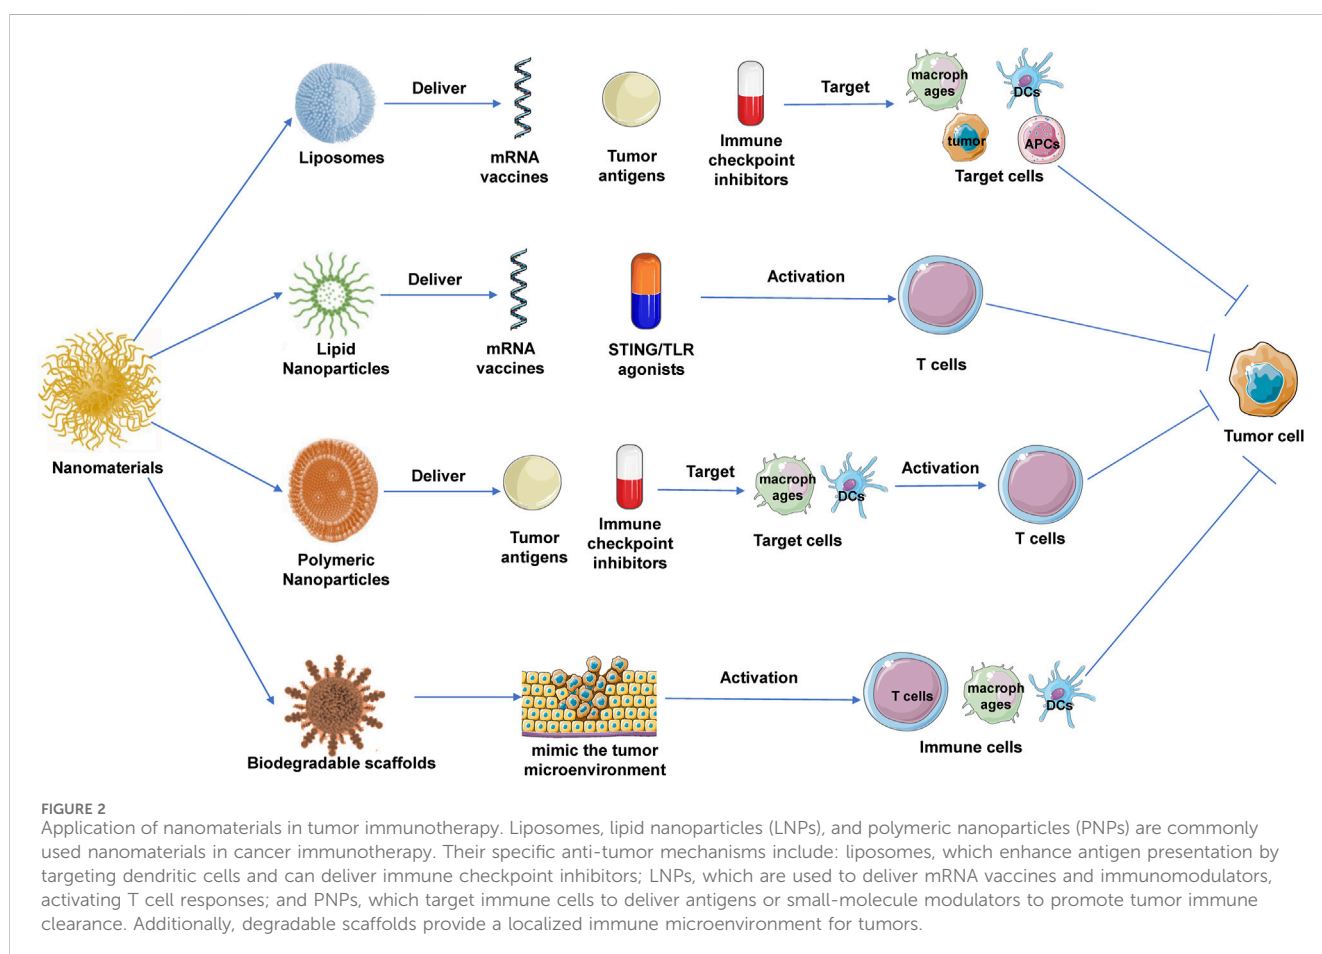 Deliver
Liposomes
mRNA
vaccines
Tumor
antigens
Immune
checkpoint
inhibitors
Target
macroph
ages
DCs
tumor
APCs
Target cells
Lipid
Nanoparticles
Deliver
mRNA
vaccines
STING/TLR
agonists
Activation
T cells
Nanomaterials
Tumor cell
Polymeric
Nanoparticles
Deliver
Tumor
antigens
Immune
checkpoint
inhibitors
Target
macroph
ages
DCs
Target cells
Activation
T cells
Biodegradable scaffolds
mimic the tumor
microenvironment
Activation
T cells
macroph
ages
DCs
Immune cells
FIGURE 2
Application of nanomaterials in tumor immunotherapy. Liposomes, lipid nanoparticles (LNPs), and polymeric nanoparticles (PNPs) are commonly
used nanomaterials in cancer immunotherapy. Their specific anti-tumor mechanisms include: liposomes, which enhance antigen presentation by
targeting dendritic cells and can deliver immune checkpoint inhibitors; LNPs, which are used to deliver mRNA vaccines and immunomodulators,
activating T cell responses; and PNPs, which target immune cells to deliver antigens or small-molecule modulators to promote tumor immune
clearance. Additionally, degradable scaffolds provide a localized immune microenvironment for tumors.